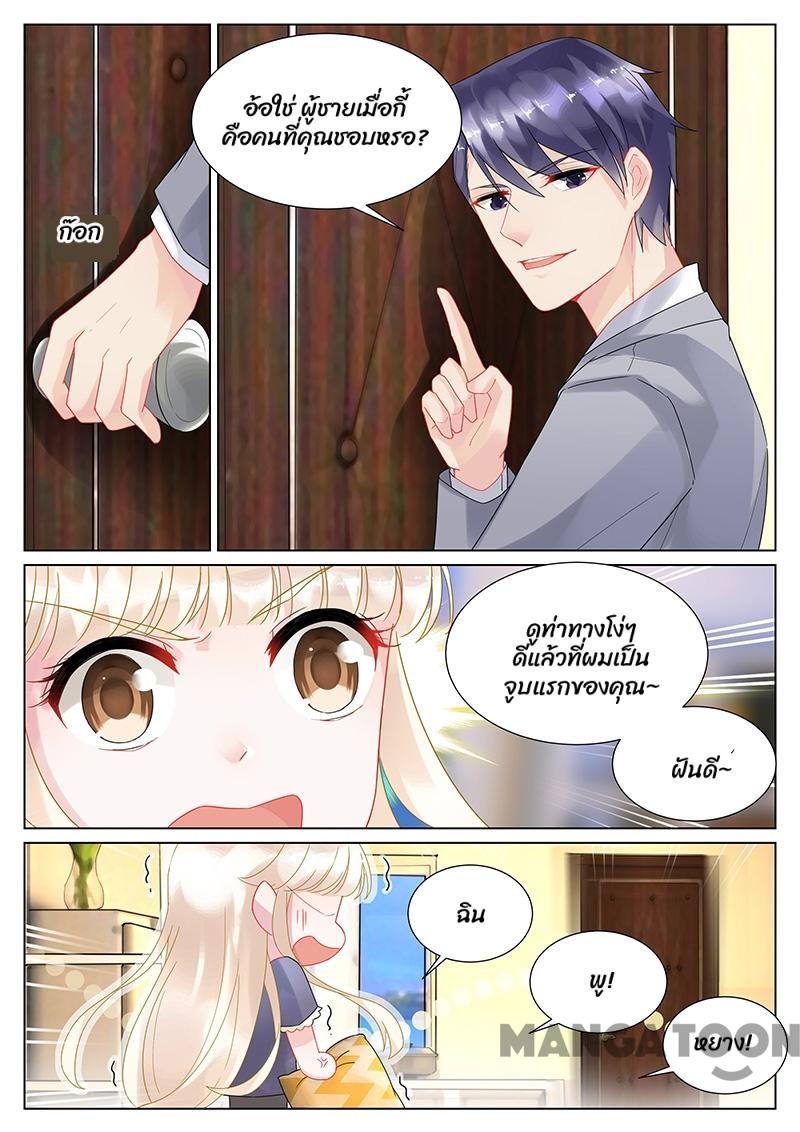 อ้อใช่ ผู้ชายเมื่อกี้
คือคนที่คุณชอบหรอ?
ก๊อก
ดูท่าทางโง่ๆ
ดีแล้วที่ผมเป็น
จูบแรกของคุณ~
ฝันดี~
ฉิน
พู!
หยาง!
MANGATOON